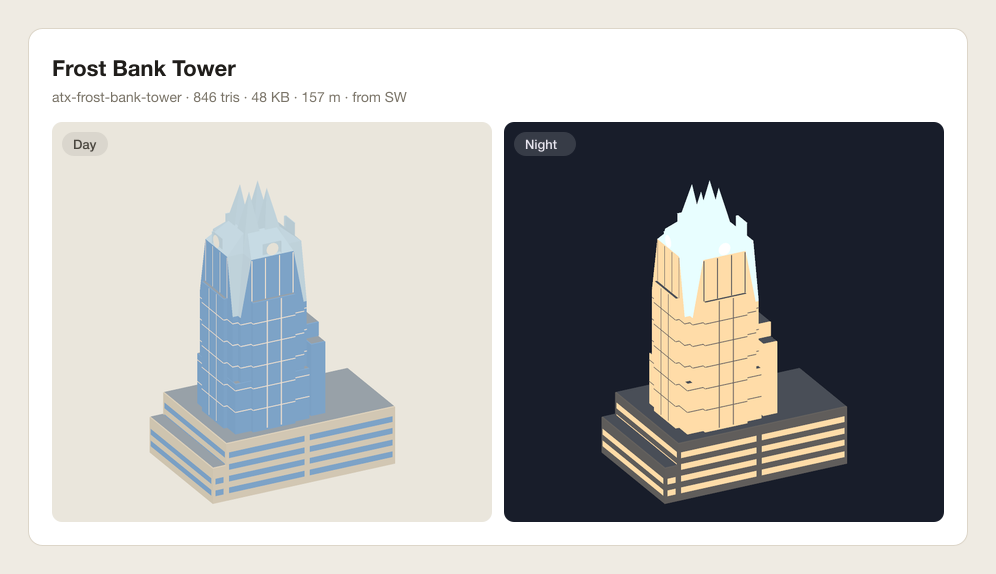 Frost Bank Tower
atx-frost-bank-tower · 846 tris · 48 KB · 157 m · from SW
Day
Night